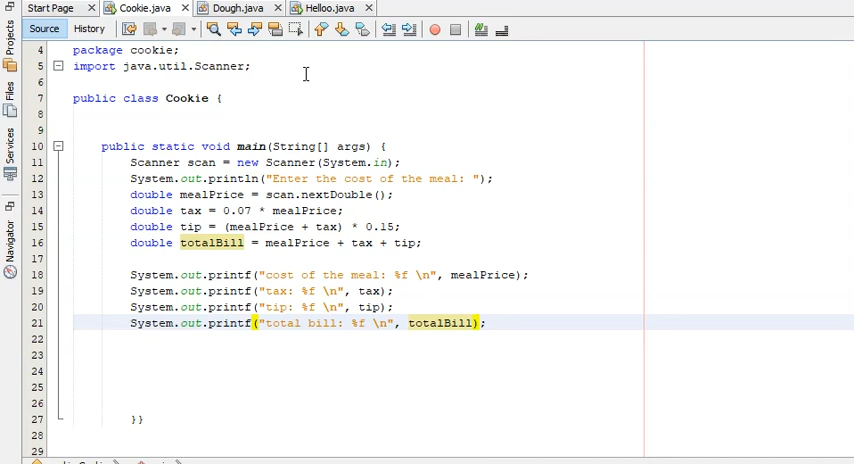 Start Page
Cookie.java
Dough.java
Helloo.java
Source
History
Projects
Files
Services
Navigator
4 package cookie;
5 import java.util.Scanner;
6
7 public class Cookie {
8
9
10 public static void main(String[] args) {
11 Scanner scan = new Scanner(System.in);
12 System.out.println("Enter the cost of the meal: ");
13 double mealPrice = scan.nextDouble();
14 double tax = 0.07 * mealPrice;
15 double tip = (mealPrice + tax) * 0.15;
16 double totalBill = mealPrice + tax + tip;
17
18 System.out.printf("cost of the meal: %f \n", mealPrice);
19 System.out.printf("tax: %f \n", tax);
20 System.out.printf("tip: %f \n", tip);
21 System.out.printf("total bill: %f \n", totalBill);
22
23
24
25
26
27 }}
28
29